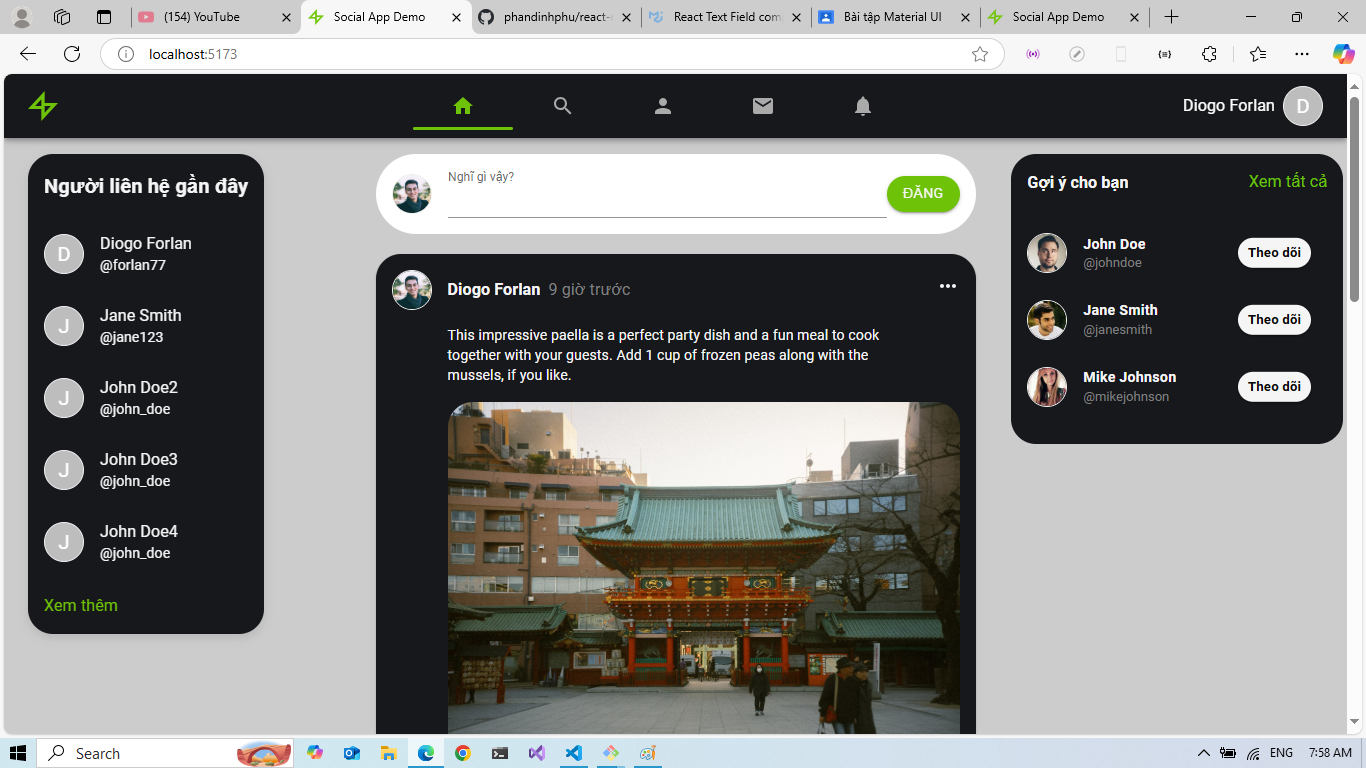 (154) YouTube
Social App Demo
phandinhphu/react-
React Text Field com
Bài tập Material UI
Social App Demo
localhost:5173
Diogo Forlan
D
Người liên hệ gần đây
D
Diogo Forlan
@forlan77
J
Jane Smith
@jane123
J
John Doe2
@john_doe
J
John Doe3
@john_doe
J
John Doe4
@john_doe
Xem thêm
Nghĩ gì vậy?
ĐĂNG
Diogo Forlan 9 giờ trước
This impressive paella is a perfect party dish and a fun meal to cook
together with your guests. Add 1 cup of frozen peas along with the
mussels, if you like.
Gợi ý cho bạn
Xem tất cả
John Doe
@johndoe
Theo dõi
Jane Smith
@janesmith
Theo dõi
Mike Johnson
@mikejohnson
Theo dõi
Search
ENG
7:58 AM